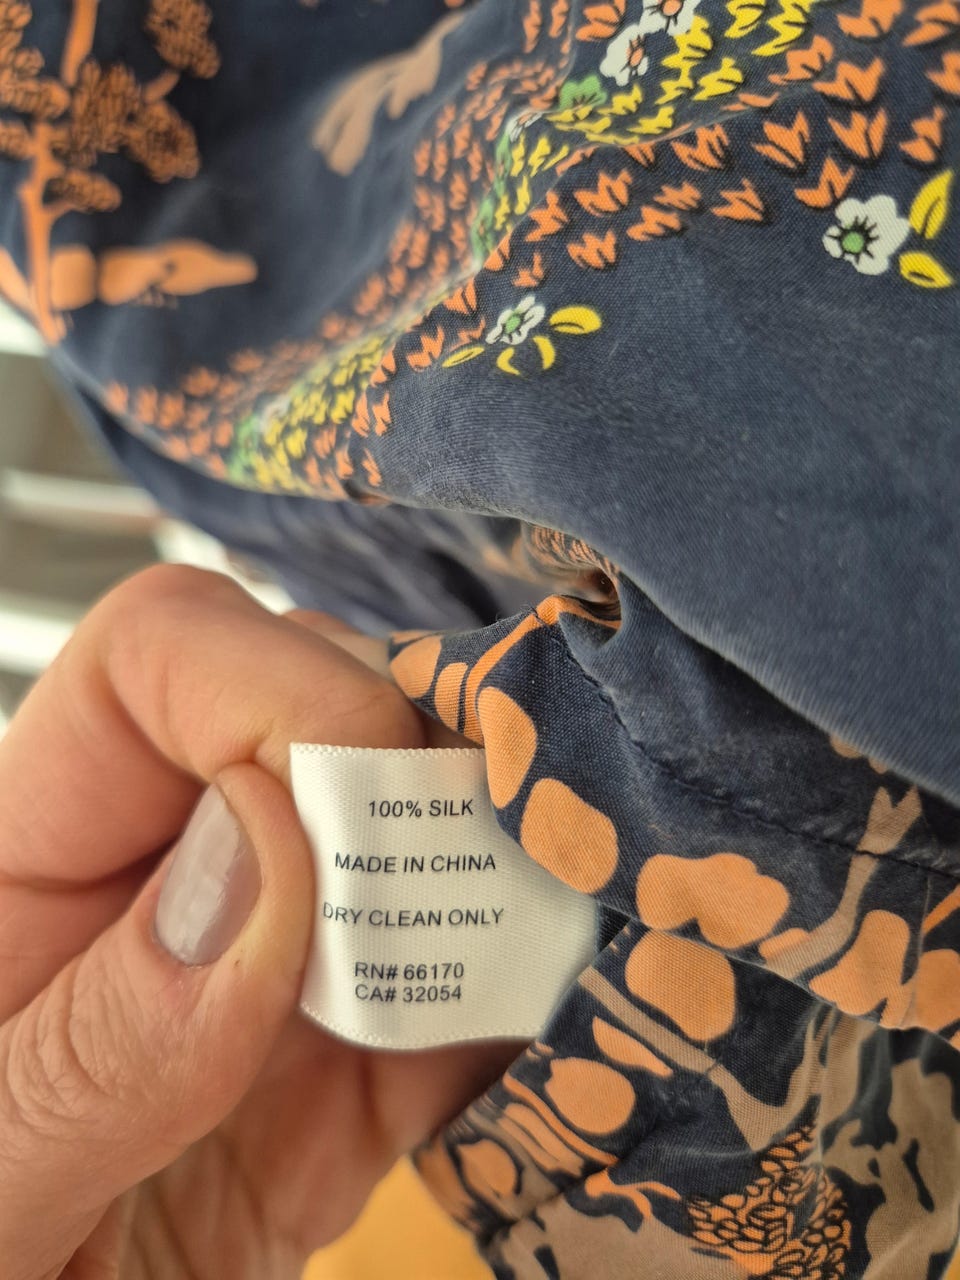 100% SILK
MADE IN CHINA
DRY CLEAN ONLY
RN# 66170
CA# 32054